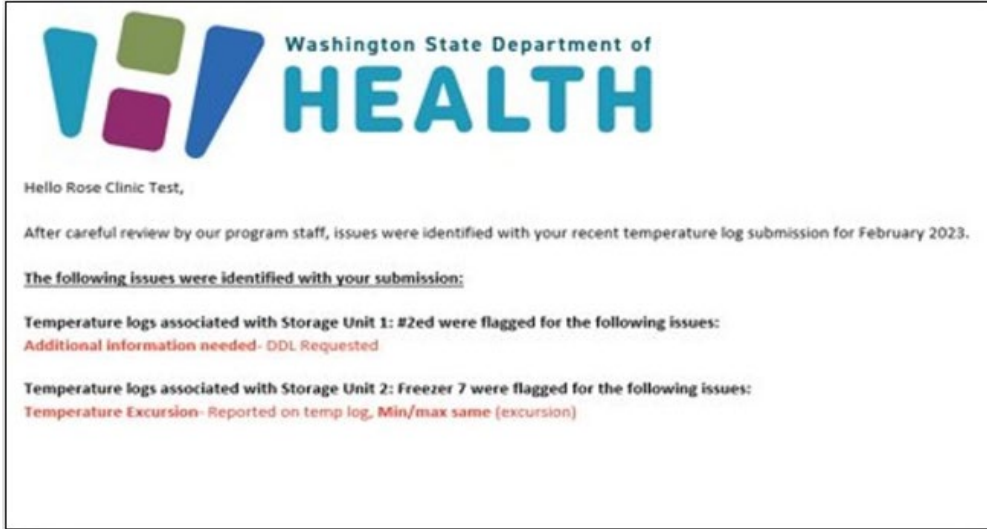 Washington State Department of
HEALTH
Hello Rose Clinic Test,
After careful review by our program staff, issues were identified with your recent temperature log submission for February 2023.
The following issues were identified with your submission:
Temperature logs associated with Storage Unit 1: #2ed were flagged for the following issues:
Additional information needed- DDL Requested
Temperature logs associated with Storage Unit 2: Freezer 7 were flagged for the following issues:
Temperature Excursion- Reported on temp log, Min/max same (excursion)